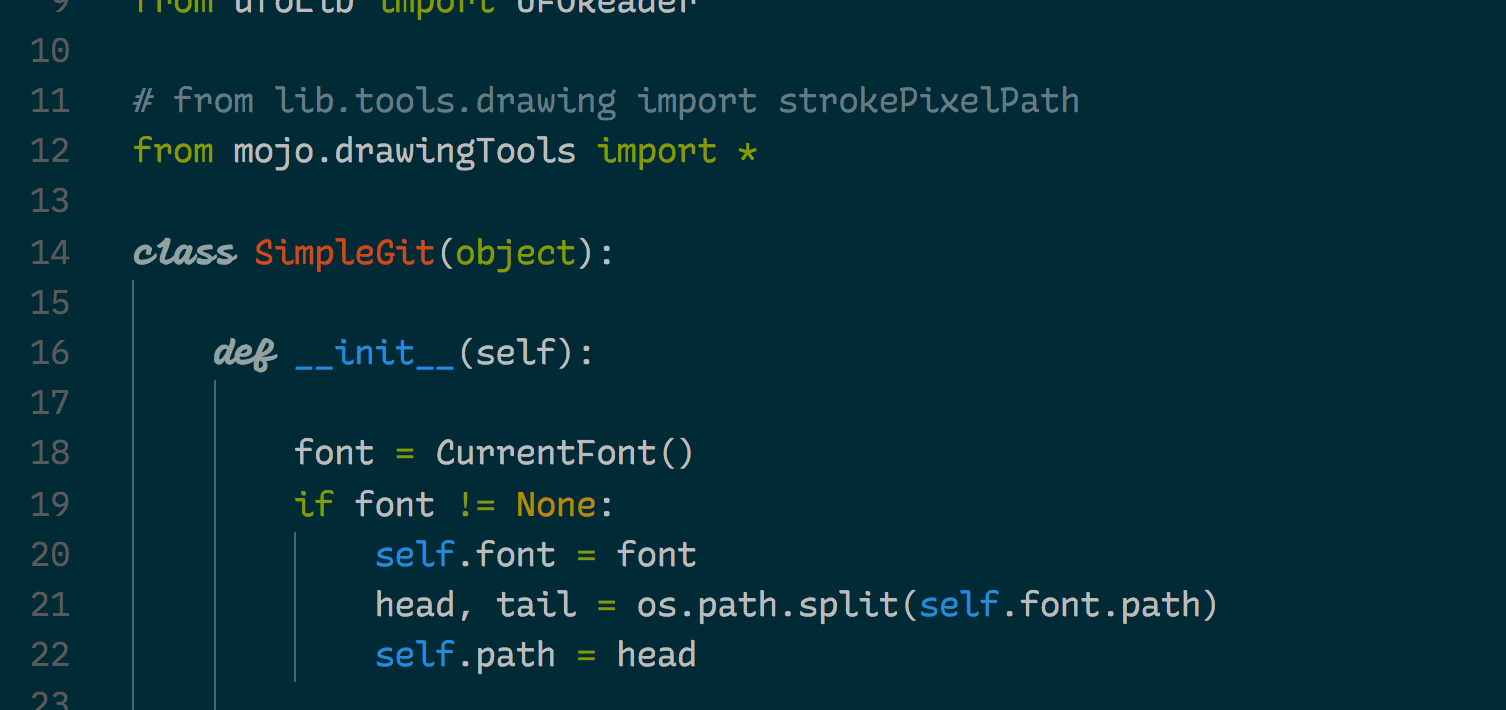 9 from ufoLib import UFOReader
10
11 # from lib.tools.drawing import strokePixelPath
12 from mojo.drawingTools import *
13
14 class SimpleGit(object):
15
16 def __init__(self):
17
18 font = CurrentFont()
19 if font != None:
20 self.font = font
21 head, tail = os.path.split(self.font.path)
22 self.path = head
23